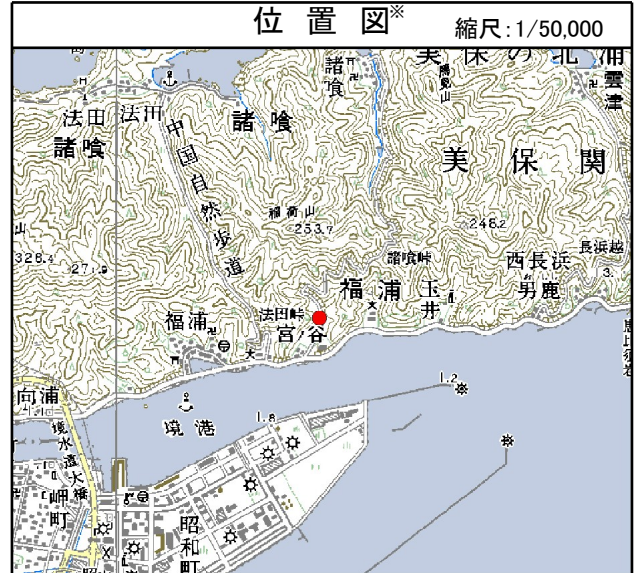 位 置 図※ 縮尺:1/50,000
美保の北浦
諸喰
雲津
法田
法田
諸喰
諸喰
中国自然歩道
美保関
稲荷山
253.7
248.2
328.4
271.9
諸喰峠
長浜越
西長浜
福浦
玉井
男鹿
法田峠
福浦
宮ノ谷
向浦
境港
1.8
1.2
境水道大橋
岬町
昭和町